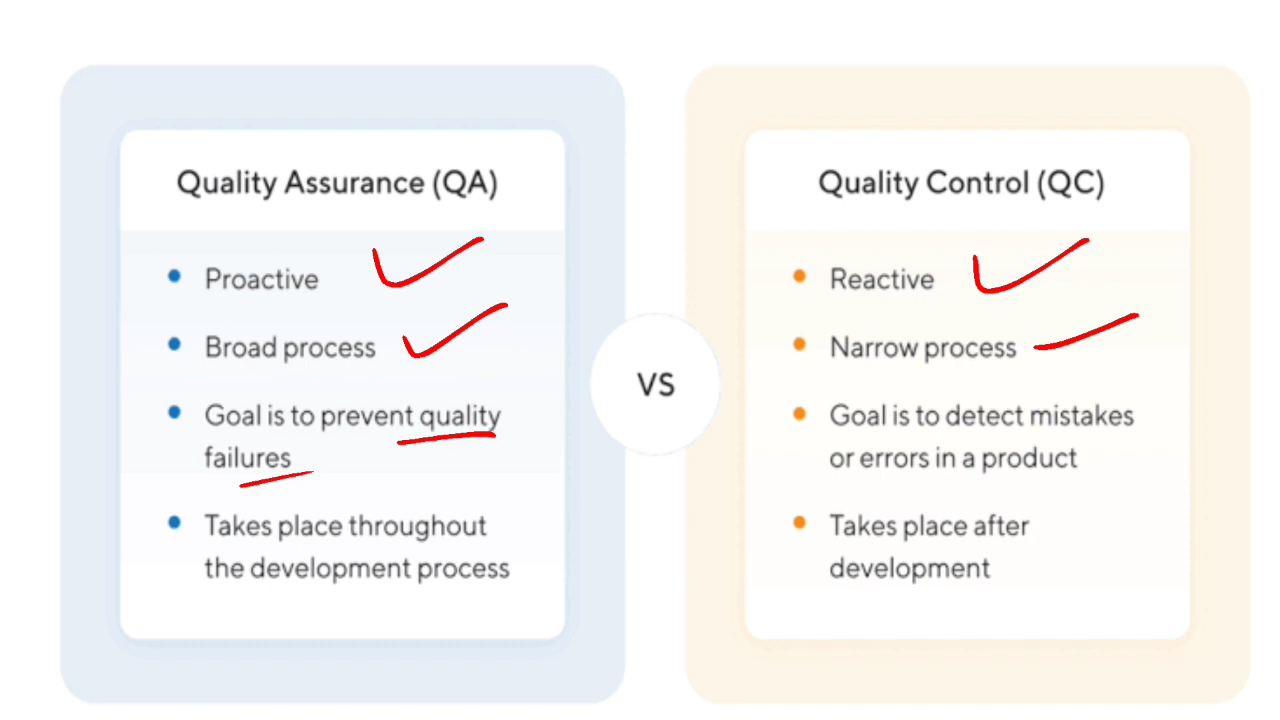 Quality Assurance (QA)
• Proactive
• Broad process
• Goal is to prevent quality
failures
• Takes place throughout
the development process
VS
Quality Control (QC)
• Reactive
• Narrow process
• Goal is to detect mistakes
or errors in a product
• Takes place after
development